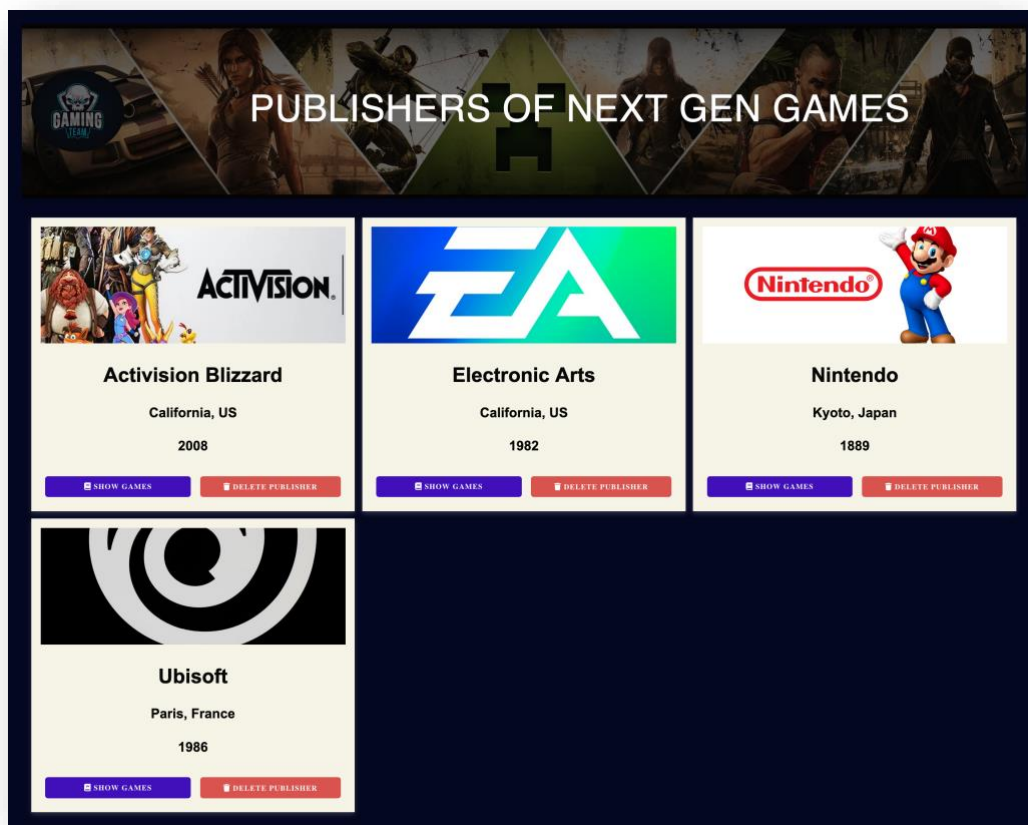 PUBLISHERS OF NEXT GEN GAMES
GAMING
TEAM
ACTIVISION.
EA
Nintendo®
M
Activision Blizzard
California, US
2008
SHOW GAMES
DELETE PUBLISHER
Electronic Arts
California, US
1982
SHOW GAMES
DELETE PUBLISHER
Nintendo
Kyoto, Japan
1889
SHOW GAMES
DELETE PUBLISHER
Ubisoft
Paris, France
1986
SHOW GAMES
DELETE PUBLISHER